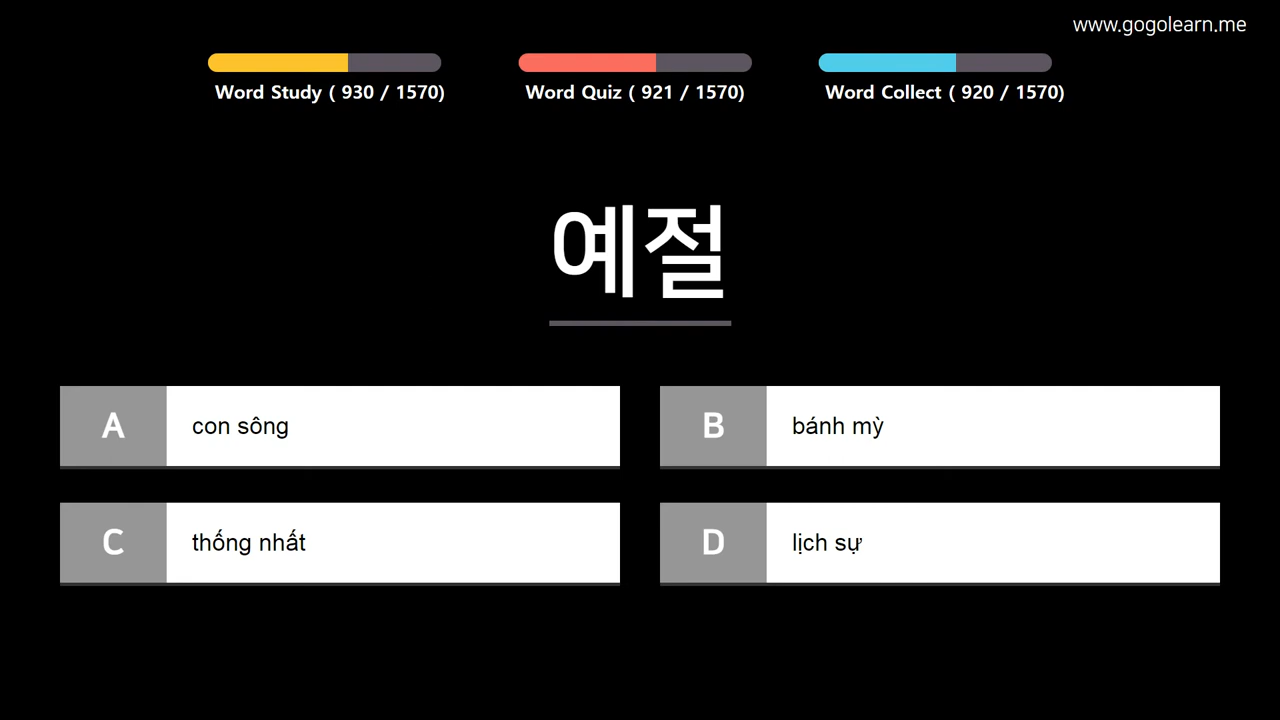 www.gogolearn.me
Word Study ( 930 / 1570)
Word Quiz ( 921 / 1570)
Word Collect ( 920 / 1570)
예절
A con sông
B bánh mỳ
C thống nhất
D lịch sự